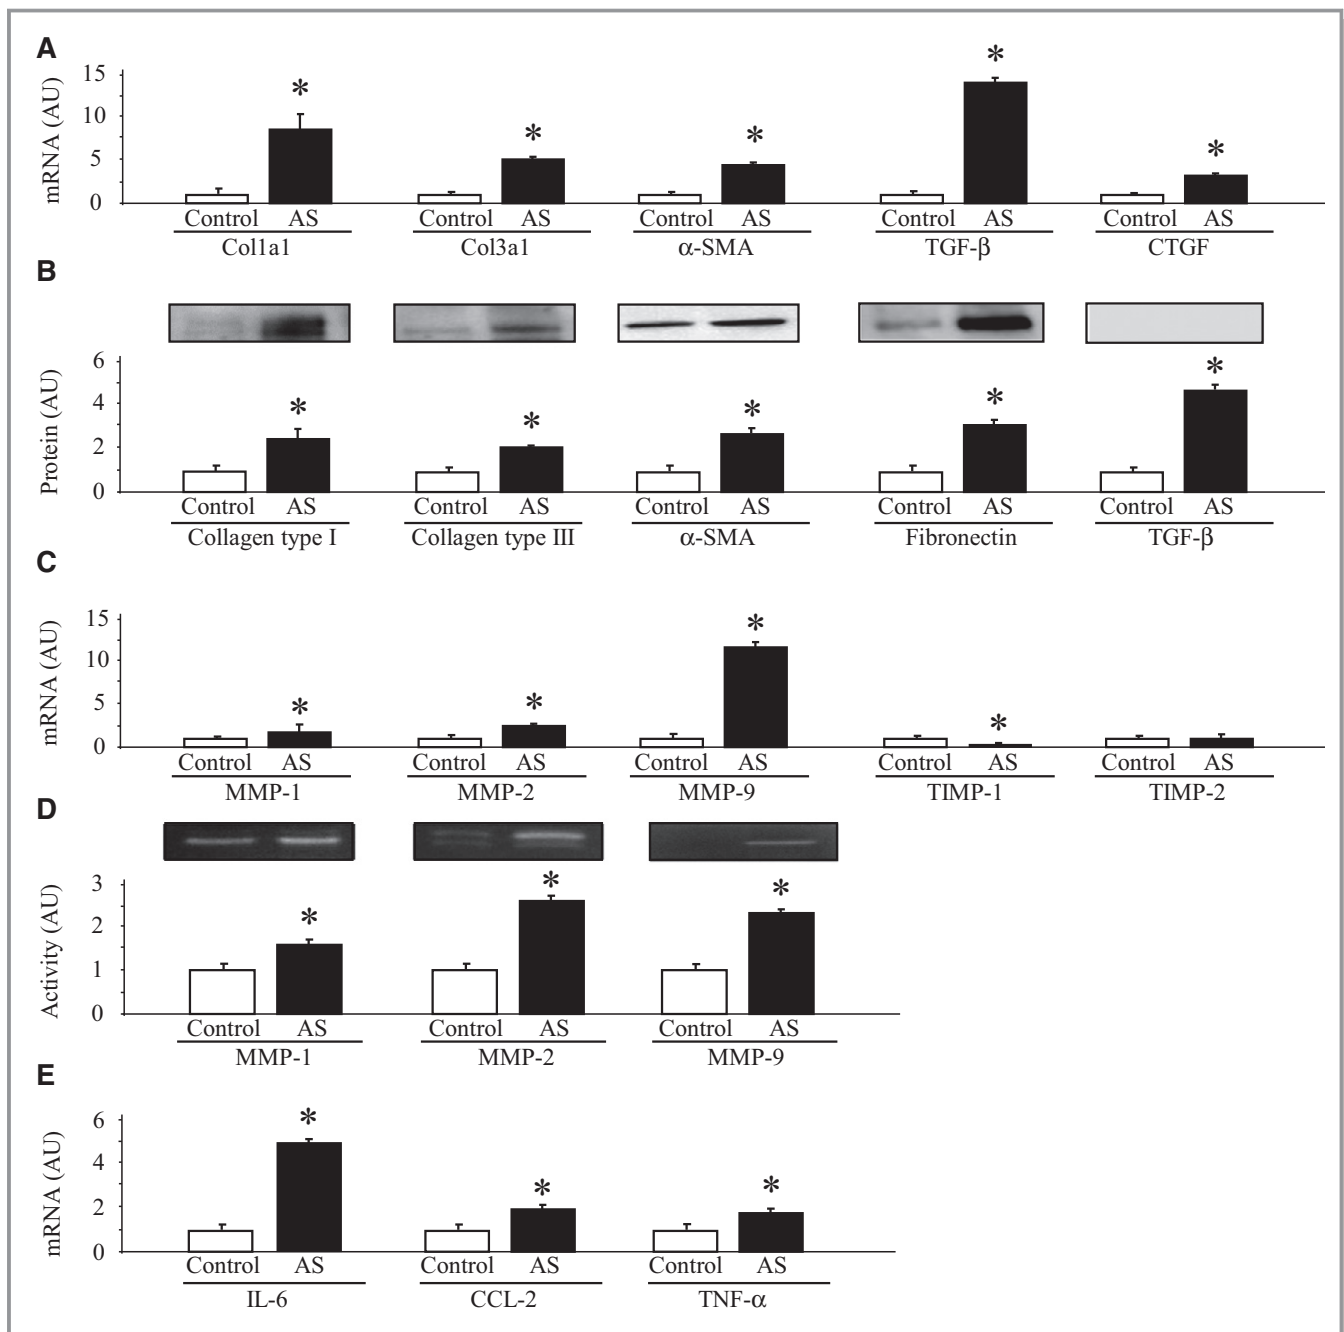 A
mRNA (AU)
15
10
5
0
* * * * *
Control AS Control AS Control AS Control AS Control AS
Col1a1 Col3a1 α-SMA TGF-β CTGF
B
Protein (AU)
6
4
2
0
* * * * *
Control AS Control AS Control AS Control AS Control AS
Collagen type I Collagen type III α-SMA Fibronectin TGF-β
C
mRNA (AU)
15
10
5
0
* * * *
Control AS Control AS Control AS Control AS Control AS
MMP-1 MMP-2 MMP-9 TIMP-1 TIMP-2
D
Activity (AU)
3
2
1
0
* * *
Control AS Control AS Control AS
MMP-1 MMP-2 MMP-9
E
mRNA (AU)
6
4
2
0
* * *
Control AS Control AS Control AS
IL-6 CCL-2 TNF-α